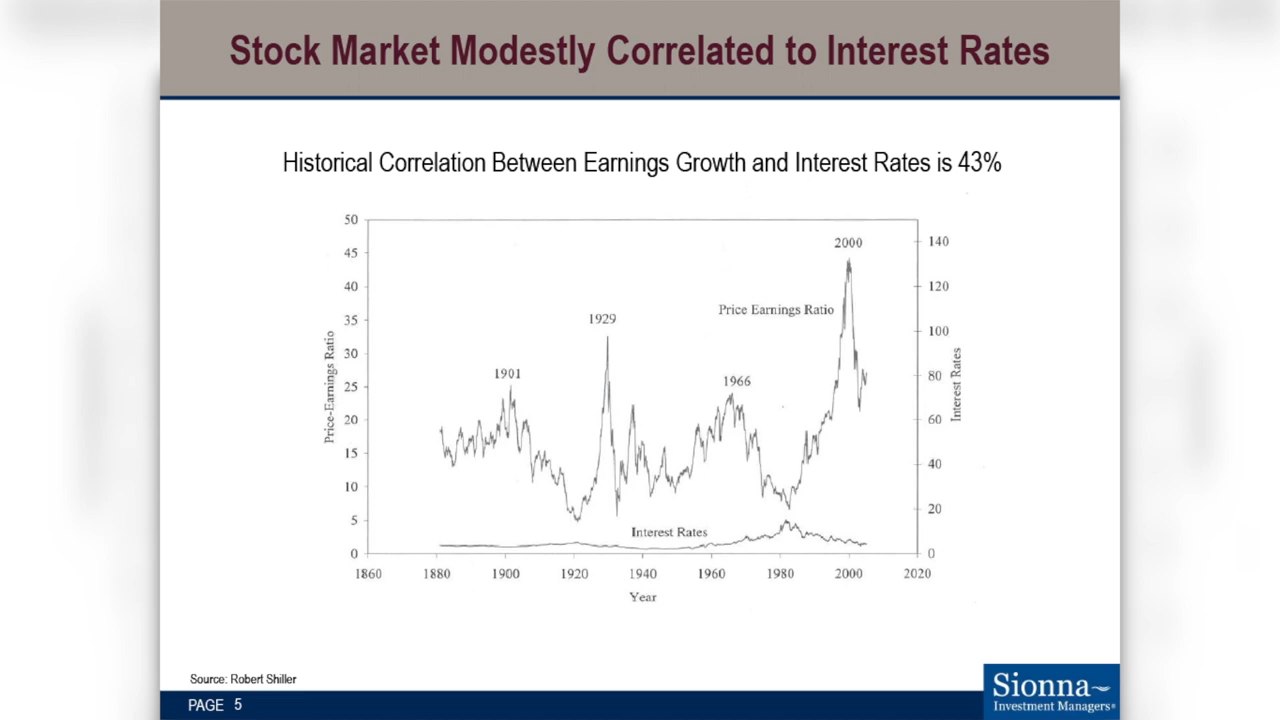 Stock Market Modestly Correlated to Interest Rates
Historical Correlation Between Earnings Growth and Interest Rates is 43%
50
45
40
35
30
25
20
15
10
5
0
Price-Earnings Ratio
1901
1929
1966
2000
Price Earnings Ratio
Interest Rates
140
120
100
80
60
40
20
0
Interest Rates
1860 1880 1900 1920 1940 1960 1980 2000 2020
Year
Source: Robert Shiller
PAGE 5
Sionna
Investment Managers®